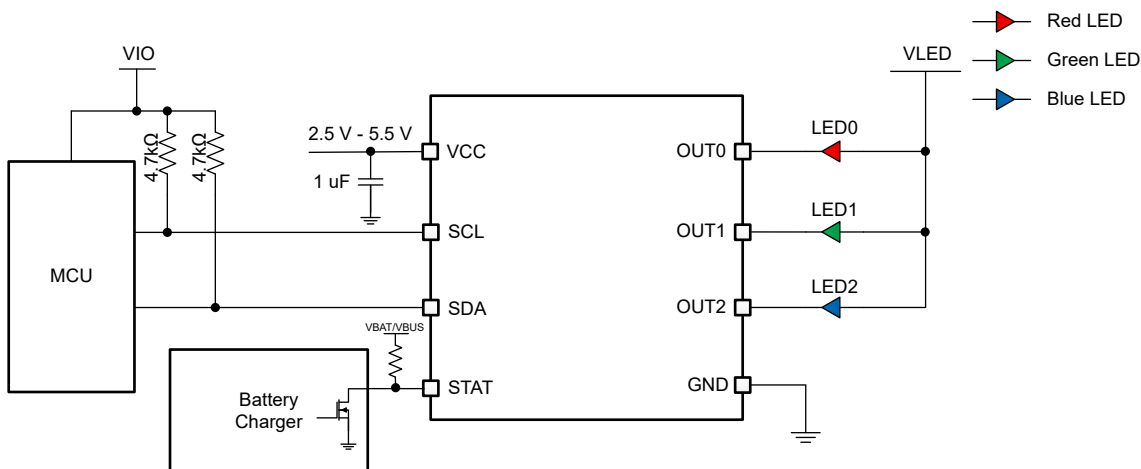 Red LED
Green LED
Blue LED
VIO
VLED
4.7kΩ
4.7kΩ
2.5 V - 5.5 V
1 uF
VCC
SCL
SDA
STAT
OUT0
OUT1
OUT2
GND
LED0
LED1
LED2
MCU
VBAT/VBUS
Battery
Charger